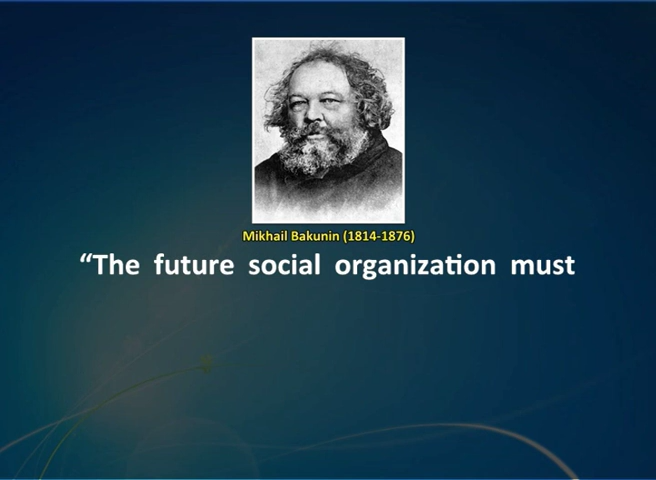 Mikhail Bakunin (1814-1876)
“The future social organization must